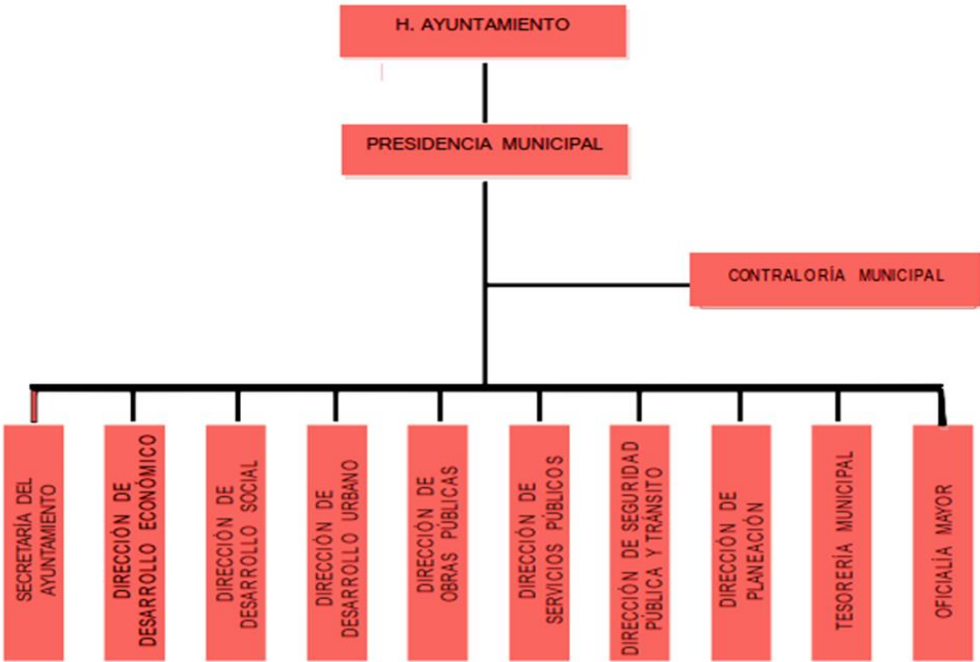 H. AYUNTAMIENTO
PRESIDENCIA MUNICIPAL
CONTRALORÍA MUNICIPAL
SECRETARÍA DEL
AYUNTAMIENTO
DIRECCIÓN DE
DESARROLLO ECONÓMICO
DIRECCIÓN DE
DESARROLLO SOCIAL
DIRECCIÓN DE
DESARROLLO URBANO
DIRECCIÓN DE
OBRAS PÚBLICAS
DIRECCIÓN DE
SERVICIOS PÚBLICOS
DIRECCIÓN DE SEGURIDAD
PÚBLICA Y TRÁNSITO
DIRECCIÓN DE
PLANEACIÓN
TESORERÍA MUNICIPAL
OFICIALÍA MAYOR